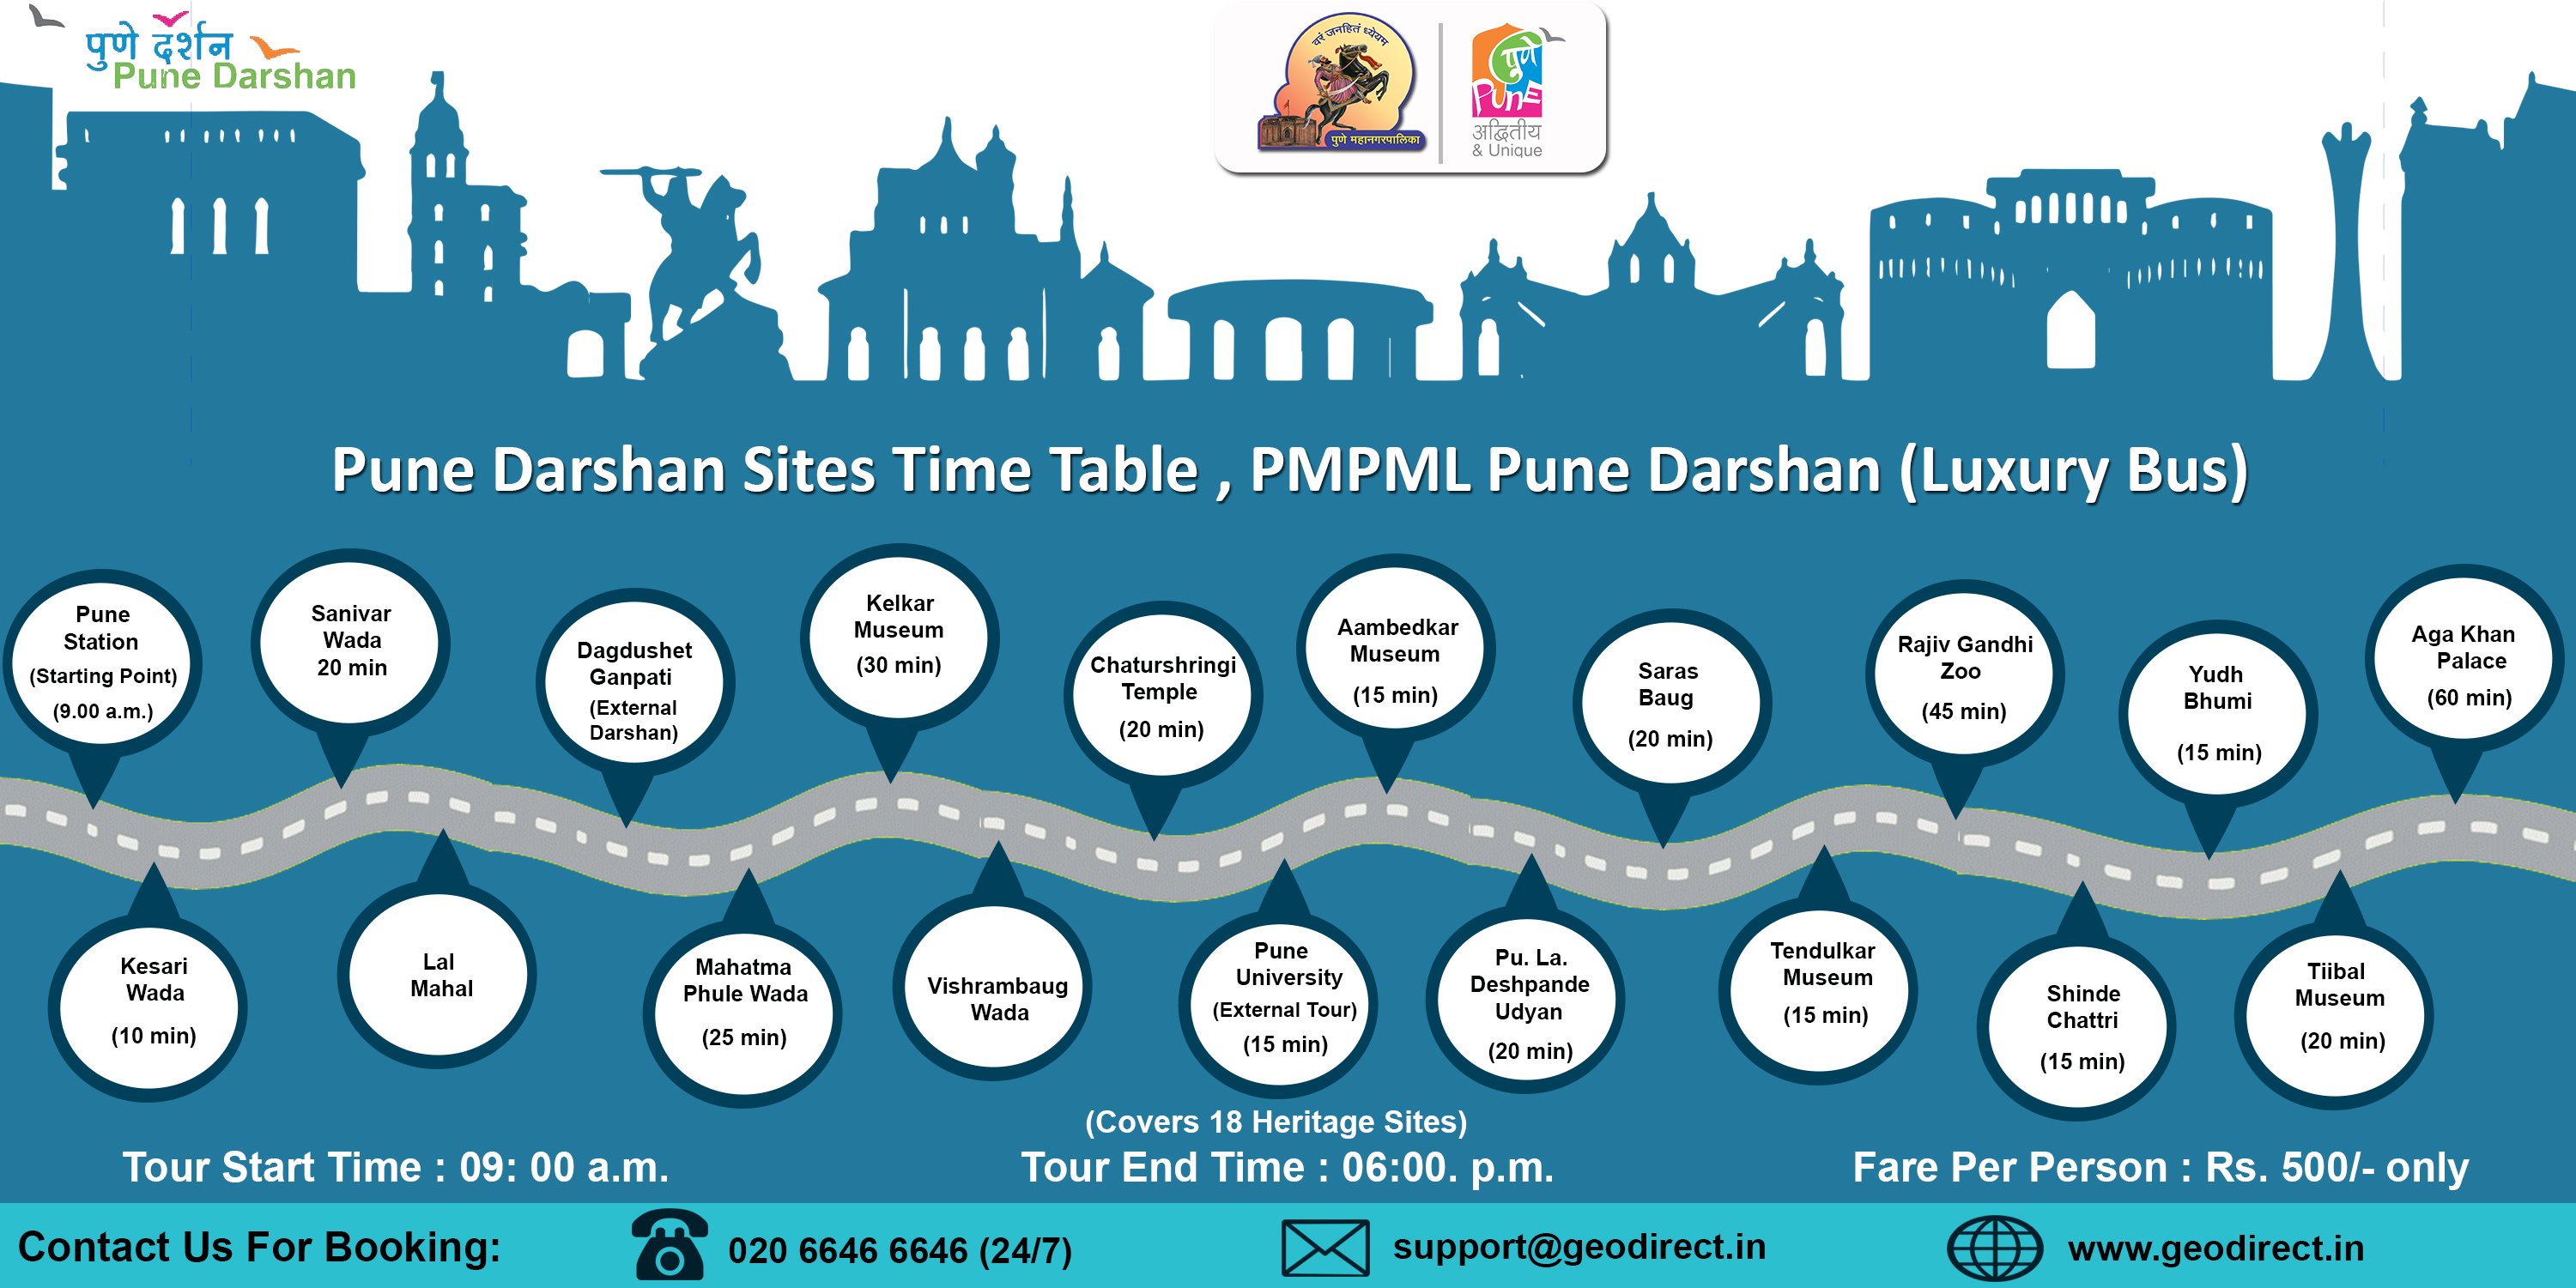 पुणे दर्शन
Pune Darshan
वरं जनहितं ध्येयम
पुणे महानगरपालिका
पुणे
PUNE
अद्वितीय
& Unique
Pune Darshan Sites Time Table , PMPML Pune Darshan (Luxury Bus)
Pune
Station
(Starting Point)
(9.00 a.m.)
Kesari
Wada
(10 min)
Sanivar
Wada
20 min
Lal
Mahal
Dagdushet
Ganpati
(External
Darshan)
Mahatma
Phule Wada
(25 min)
Kelkar
Museum
(30 min)
Vishrambaug
Wada
Chaturshringi
Temple
(20 min)
Pune
University
(External Tour)
(15 min)
Aambedkar
Museum
(15 min)
Pu. La.
Deshpande
Udyan
(20 min)
Saras
Baug
(20 min)
Tendulkar
Museum
(15 min)
Rajiv Gandhi
Zoo
(45 min)
Shinde
Chattri
(15 min)
Yudh
Bhumi
(15 min)
Tiibal
Museum
(20 min)
Aga Khan
Palace
(60 min)
(Covers 18 Heritage Sites)
Tour Start Time : 09: 00 a.m.
Tour End Time : 06:00. p.m.
Fare Per Person : Rs. 500/- only
Contact Us For Booking:
020 6646 6646 (24/7)
support@geodirect.in
www.geodirect.in